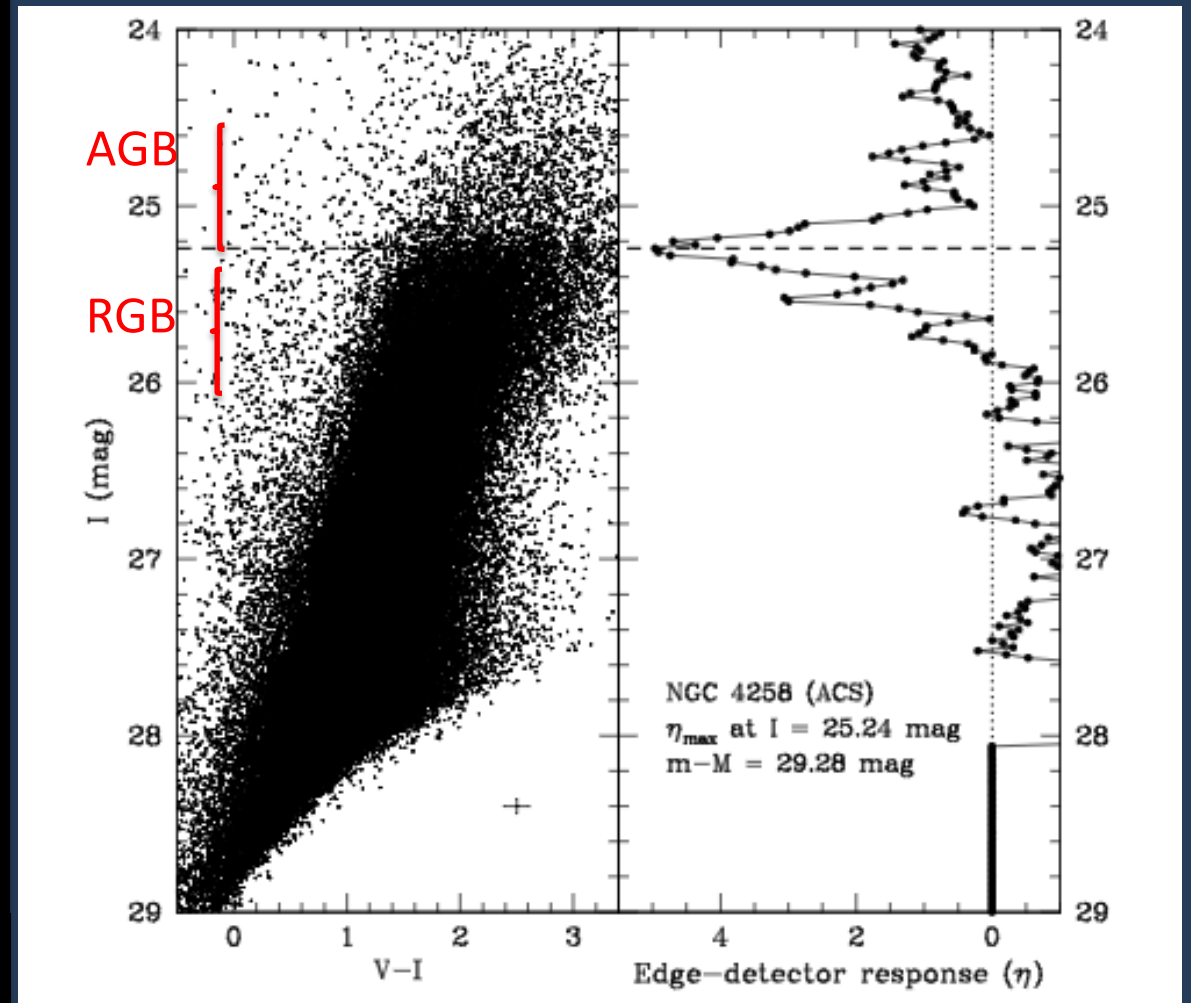 24
25
26
27
28
29
I (mag)
AGB
RGB
0 1 2 3
V-I
NGC 4258 (ACS)
ηmax at I = 25.24 mag
m-M = 29.28 mag
4 2 0
Edge-detector response (η)
24
25
26
27
28
29